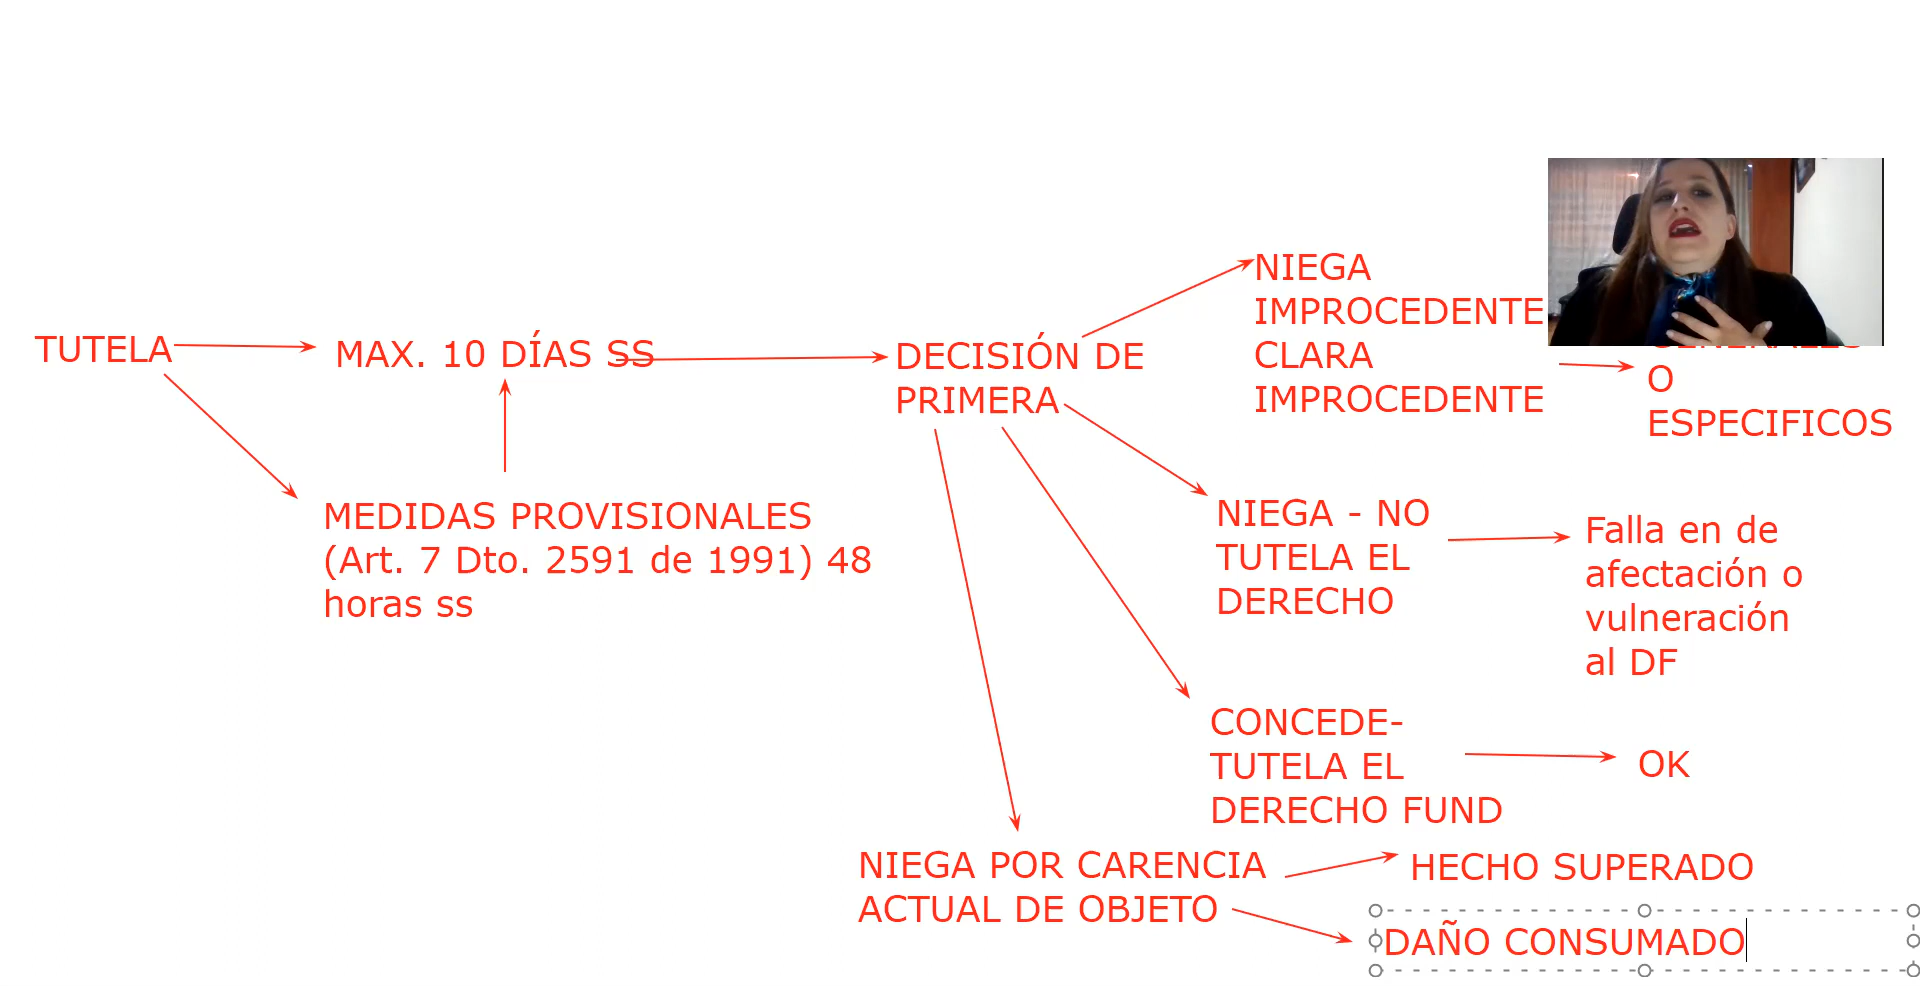 TUTELA
MAX. 10 DÍAS SS
MEDIDAS PROVISIONALES
(Art. 7 Dto. 2591 de 1991) 48
horas ss
DECISIÓN DE
PRIMERA
NIEGA
IMPROCEDENTE
CLARA
IMPROCEDENTE
O
ESPECIFICOS
NIEGA - NO
TUTELA EL
DERECHO
Falla en de
afectación o
vulneración
al DF
CONCEDE-
TUTELA EL
DERECHO FUND
OK
NIEGA POR CARENCIA
ACTUAL DE OBJETO
HECHO SUPERADO
DAÑO CONSUMADO